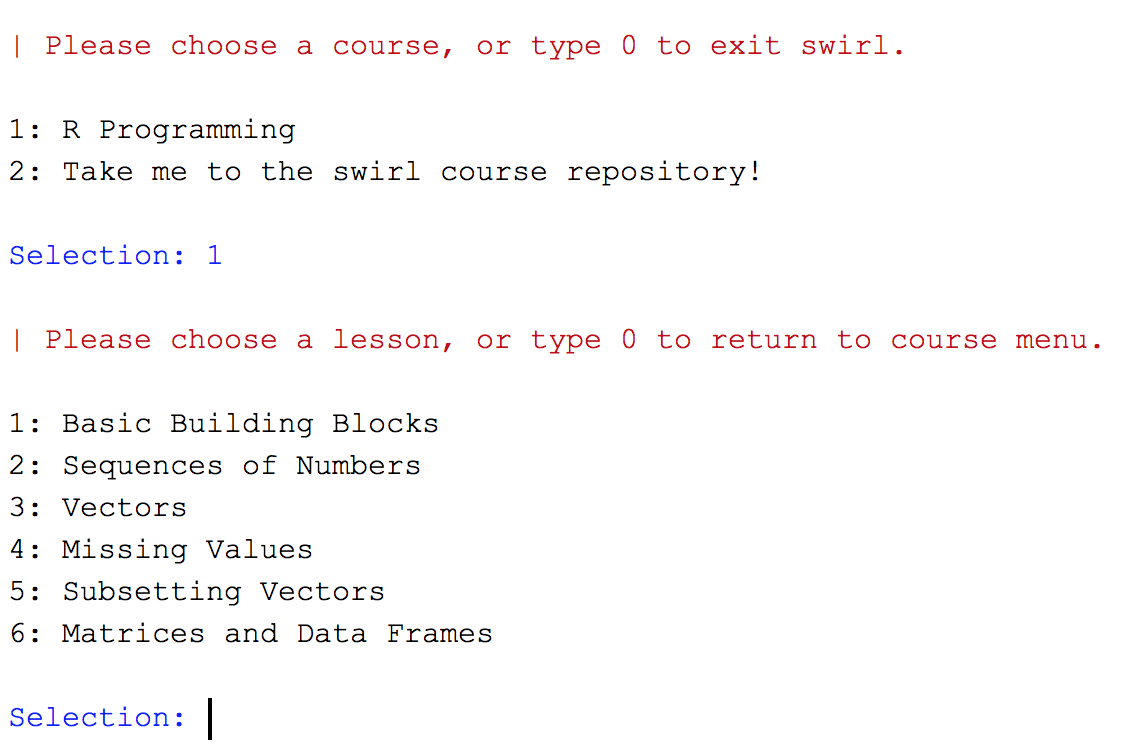 | Please choose a course, or type 0 to exit swirl.
1: R Programming
2: Take me to the swirl course repository!
Selection: 1
| Please choose a lesson, or type 0 to return to course menu.
1: Basic Building Blocks
2: Sequences of Numbers
3: Vectors
4: Missing Values
5: Subsetting Vectors
6: Matrices and Data Frames
Selection: